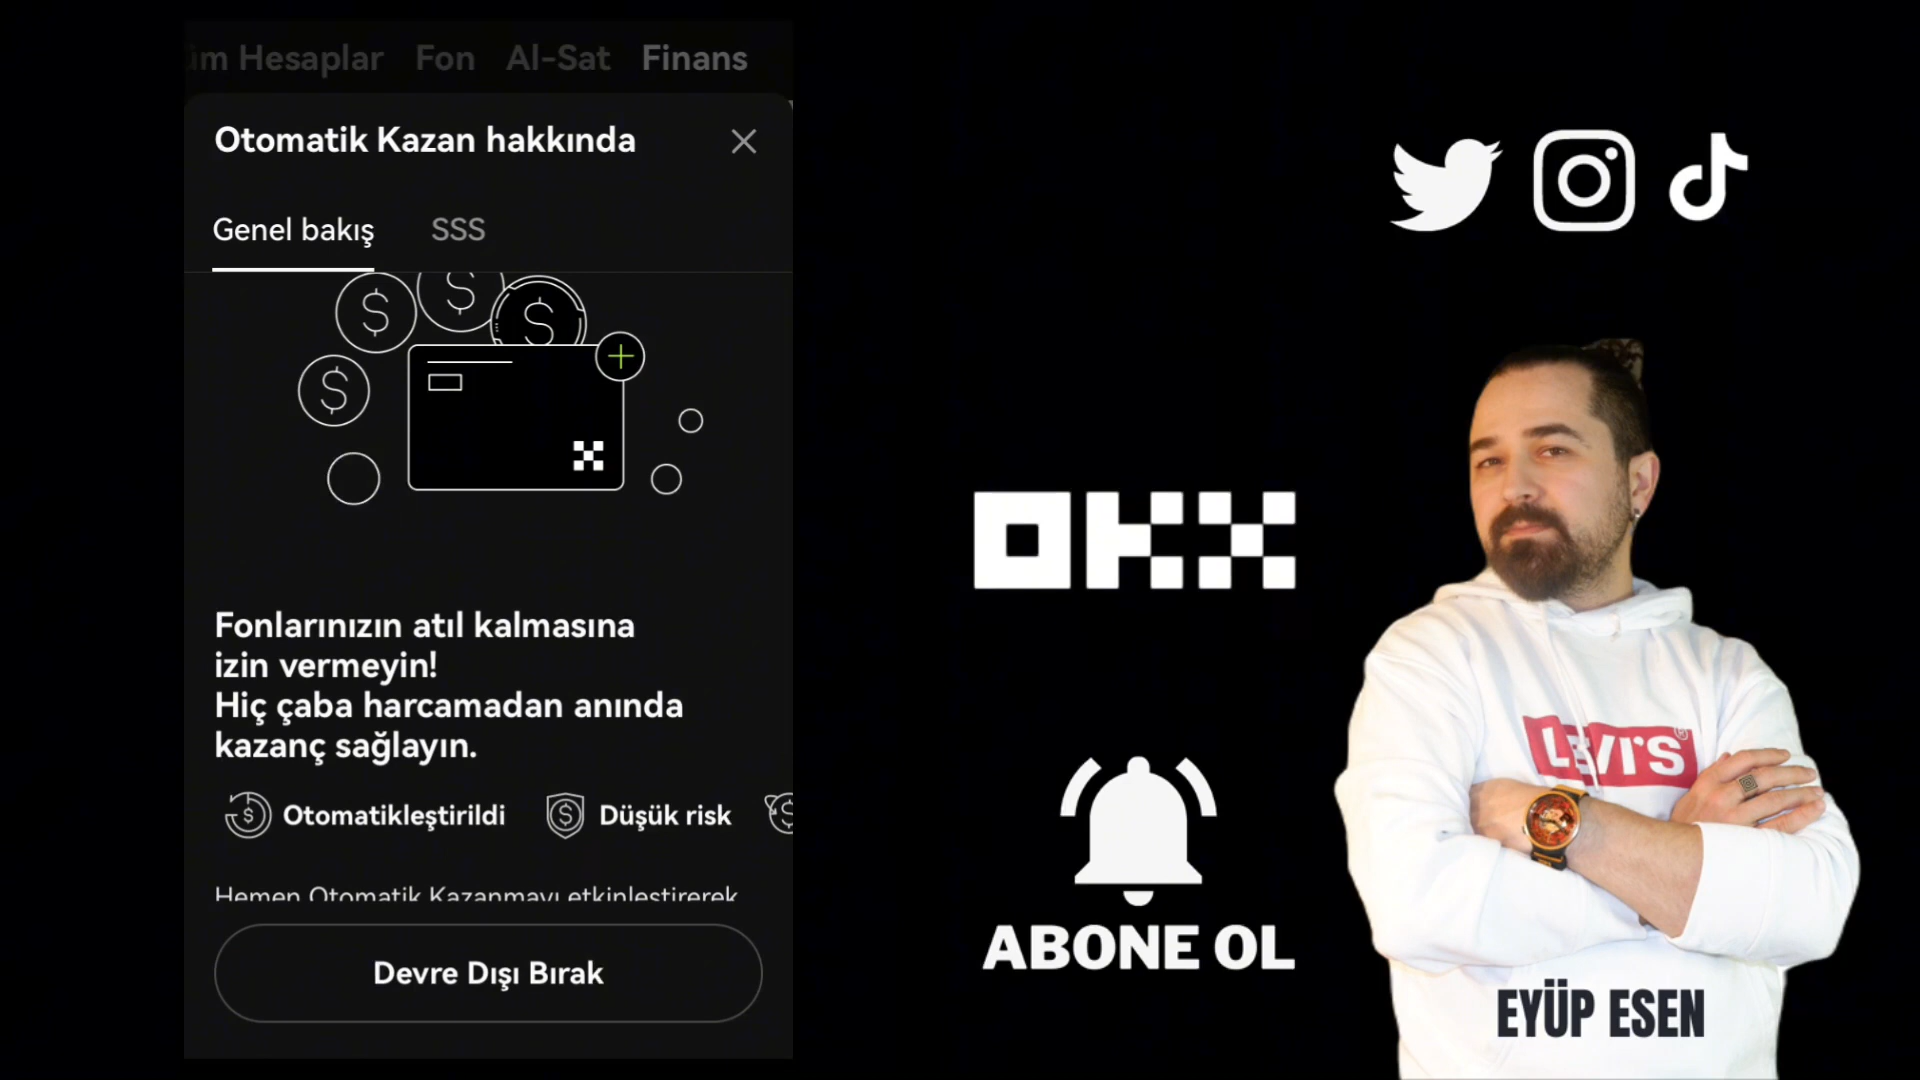 im Hesaplar Fon Al-Sat Finans
Otomatik Kazan hakkında
Genel bakış SSS
Fonlarınızın atıl kalmasına
izin vermeyin!
Hiç çaba harcamadan anında
kazanç sağlayın.
Otomatikleştirildi Düşük risk
Hemen Otomatik Kazanmayı etkinleştirerek
Devre Dışı Bırak
OKX
ABONE OL
LEVI'S®
EYÜP ESEN